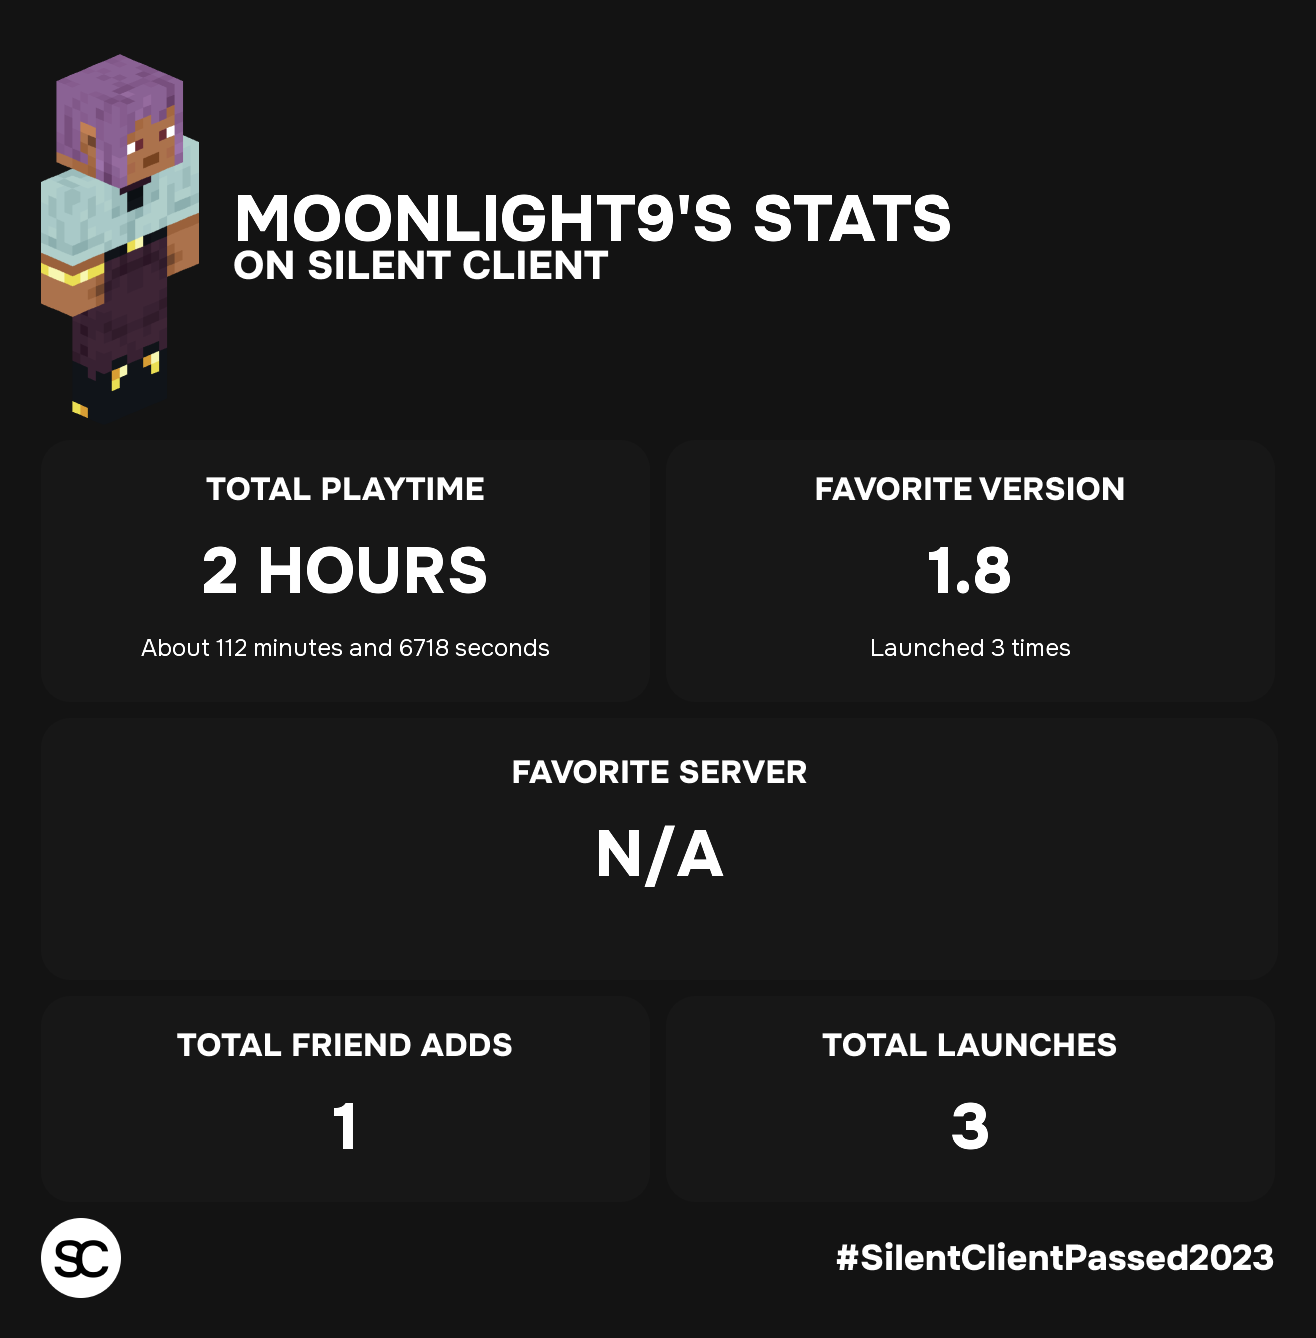 MOONLIGHT9'S STATS
ON SILENT CLIENT
TOTAL PLAYTIME
2 HOURS
About 112 minutes and 6718 seconds
FAVORITE VERSION
1.8
Launched 3 times
FAVORITE SERVER
N/A
TOTAL FRIEND ADDS
1
TOTAL LAUNCHES
3
SC
#SilentClientPassed2023